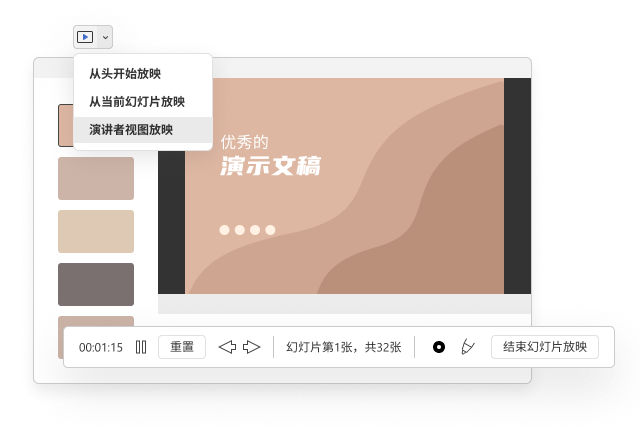 从头开始放映
从当前幻灯片放映
演讲者视图放映
优秀的
演示文稿
00:01:15
重置
幻灯片第1张，共32张
结束幻灯片放映